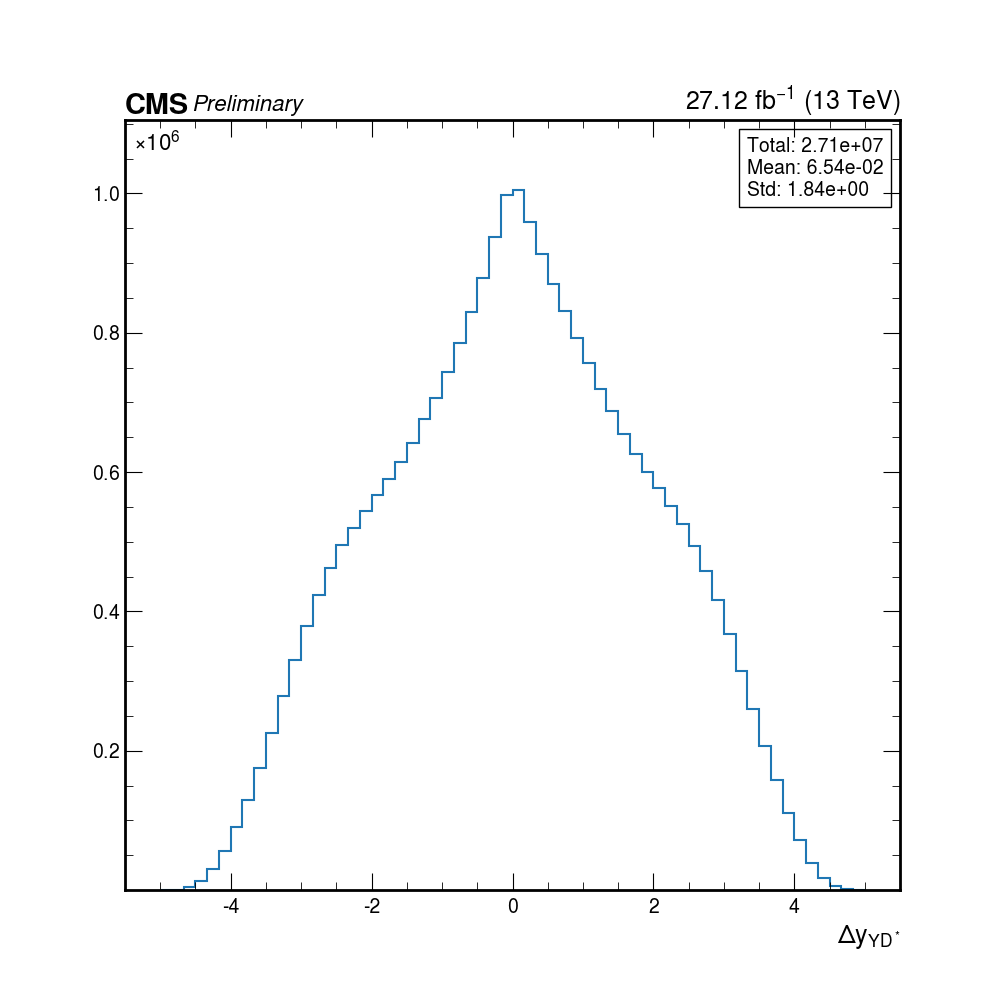 CMS Preliminary 27.12 fb⁻¹ (13 TeV)
×10⁶
Total: 2.71e+07
Mean: 6.54e-02
Std: 1.84e+00
1.0
0.8
0.6
0.4
0.2
-4 -2 0 2 4
Δy_YD*